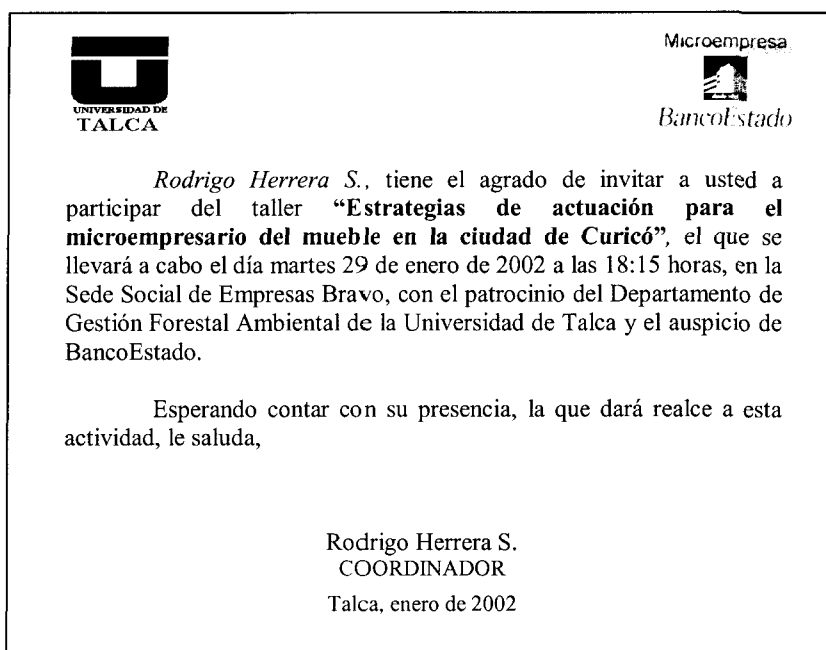 UNIVERSIDAD DE
TALCA
Microempresa
BancoEstado
Rodrigo Herrera S., tiene el agrado de invitar a usted a
participar del taller “Estrategias de actuación para el
microempresario del mueble en la ciudad de Curicó”, el que se
llevará a cabo el día martes 29 de enero de 2002 a las 18:15 horas, en la
Sede Social de Empresas Bravo, con el patrocinio del Departamento de
Gestión Forestal Ambiental de la Universidad de Talca y el auspicio de
BancoEstado.
Esperando contar con su presencia, la que dará realce a esta
actividad, le saluda,
Rodrigo Herrera S.
COORDINADOR
Talca, enero de 2002